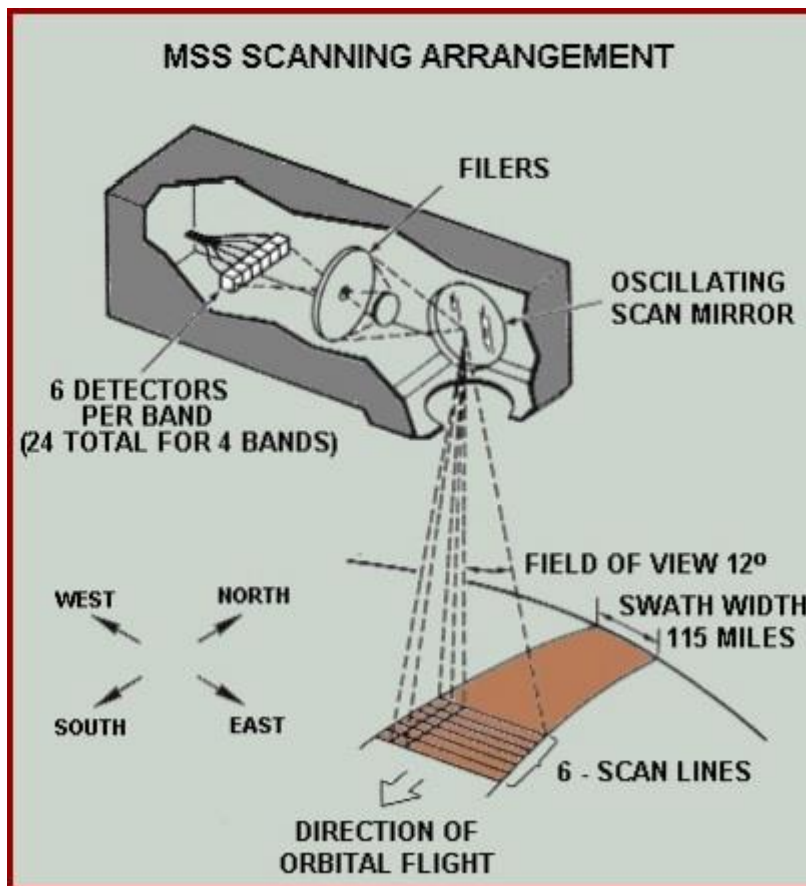 MSS SCANNING ARRANGEMENT
FILERS
OSCILLATING
SCAN MIRROR
6 DETECTORS
PER BAND
(24 TOTAL FOR 4 BANDS)
FIELD OF VIEW 12º
WEST
NORTH
SWATH WIDTH
115 MILES
SOUTH
EAST
6 - SCAN LINES
DIRECTION OF
ORBITAL FLIGHT